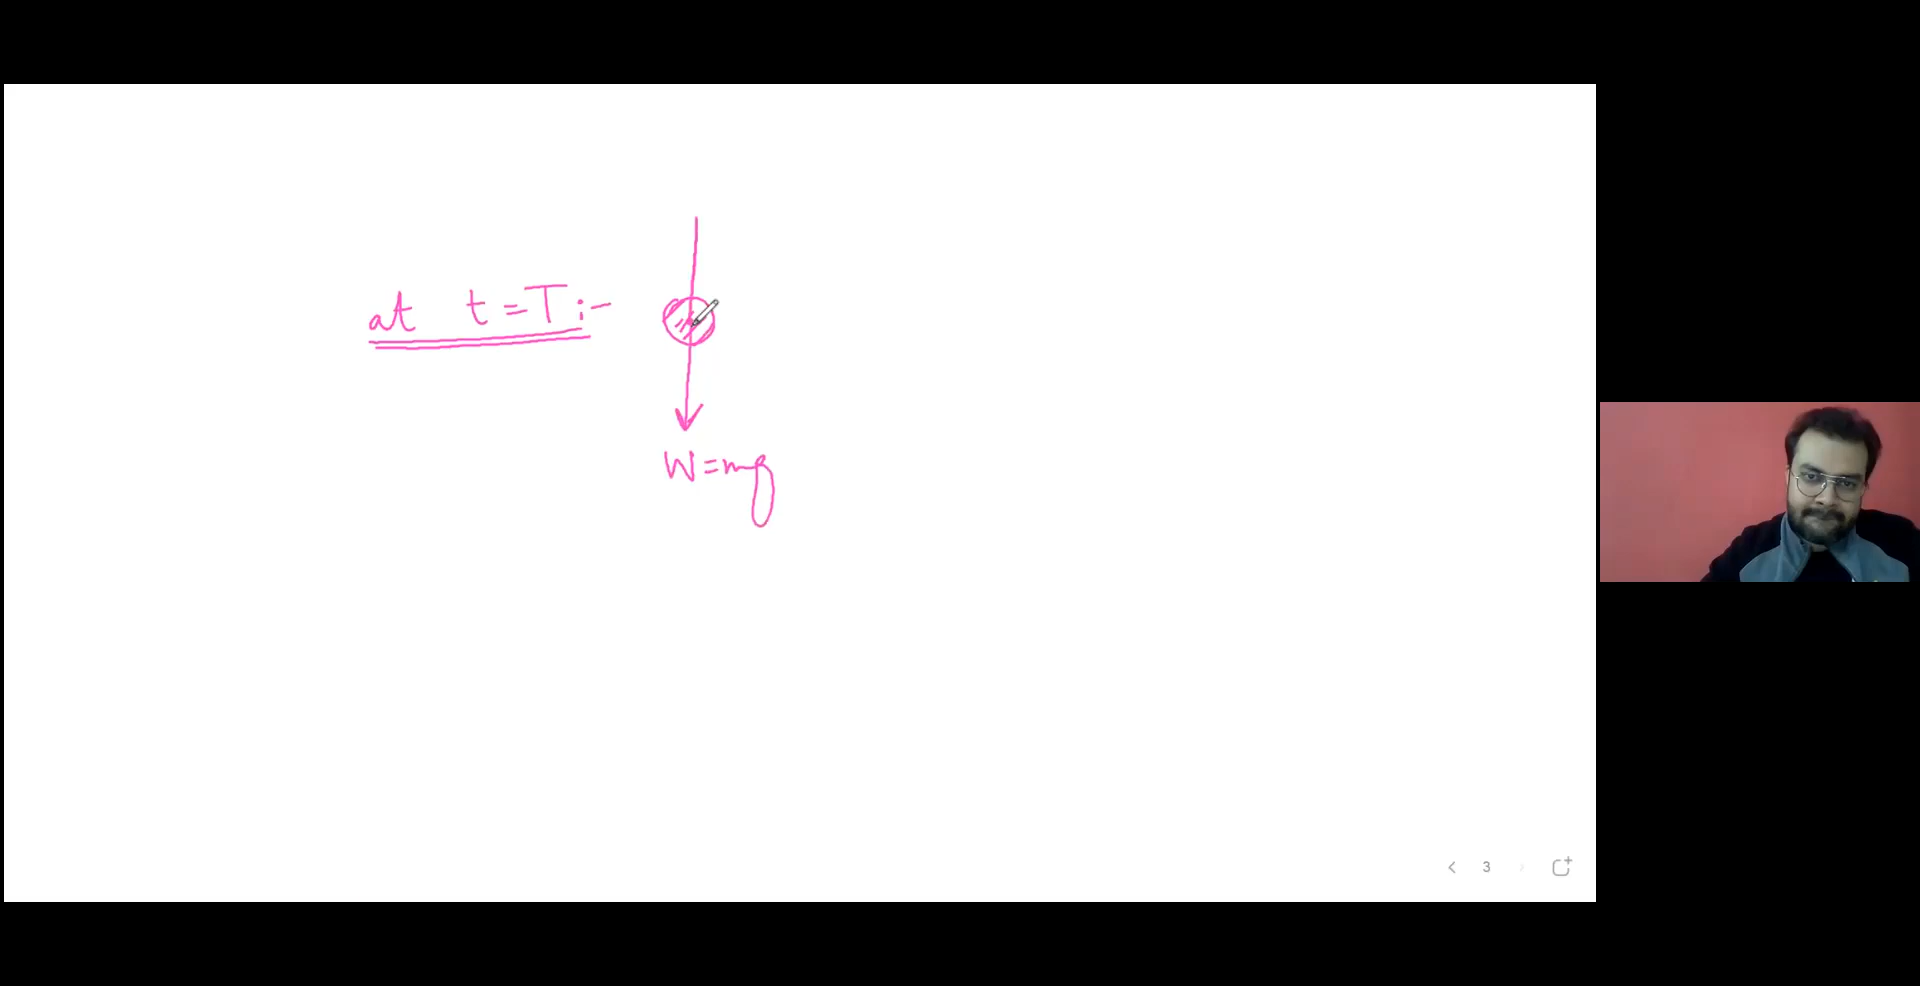 at t = T :-
W = mg
3